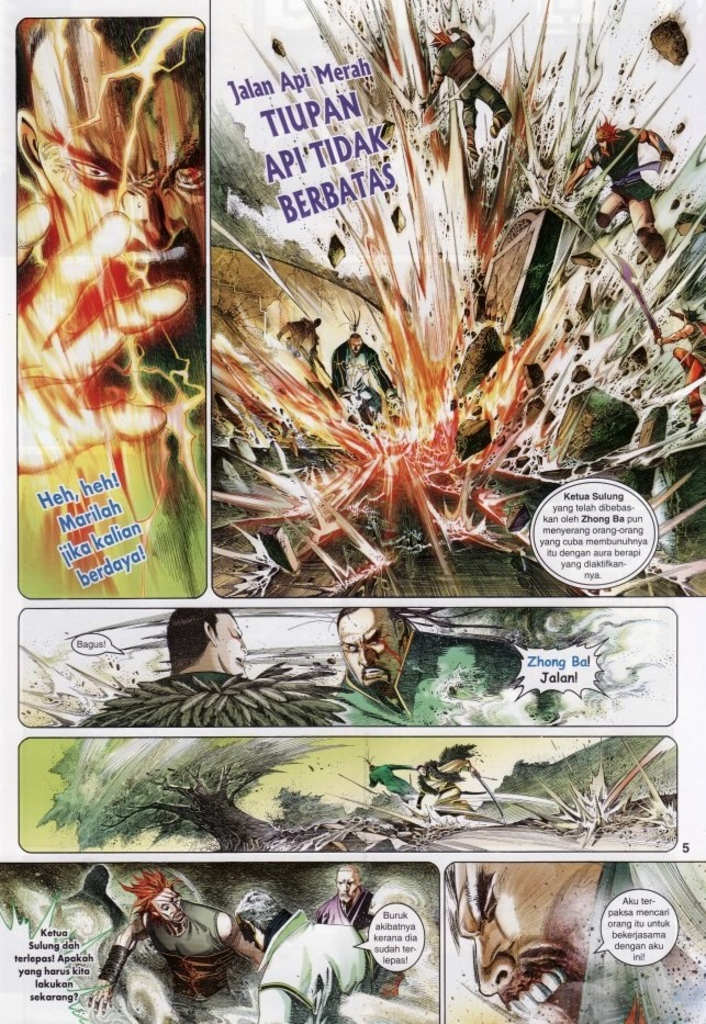 Jalan Api Merah
TIUPAN
API TIDAK
BERBATAS
Heh, heh!
Marilah
jika kalian
berdaya!
Ketua Sulung
yang telah dibebas-
kan oleh Zhong Ba pun
menyerang orang-orang
yang cuba membunuhnya
itu dengan aura berapi
yang diaktifkan-
nya.
Bagus!
Zhong Ba!
Jalan!
5
Ketua
Sulung dah
terlepas! Apakah
yang harus kita
lakukan
sekarang?
Buruk
akibatnya
kerana dia
sudah ter-
lepas!
Aku ter-
paksa mencari
orang itu untuk
bekerjasama
dengan aku
ini!